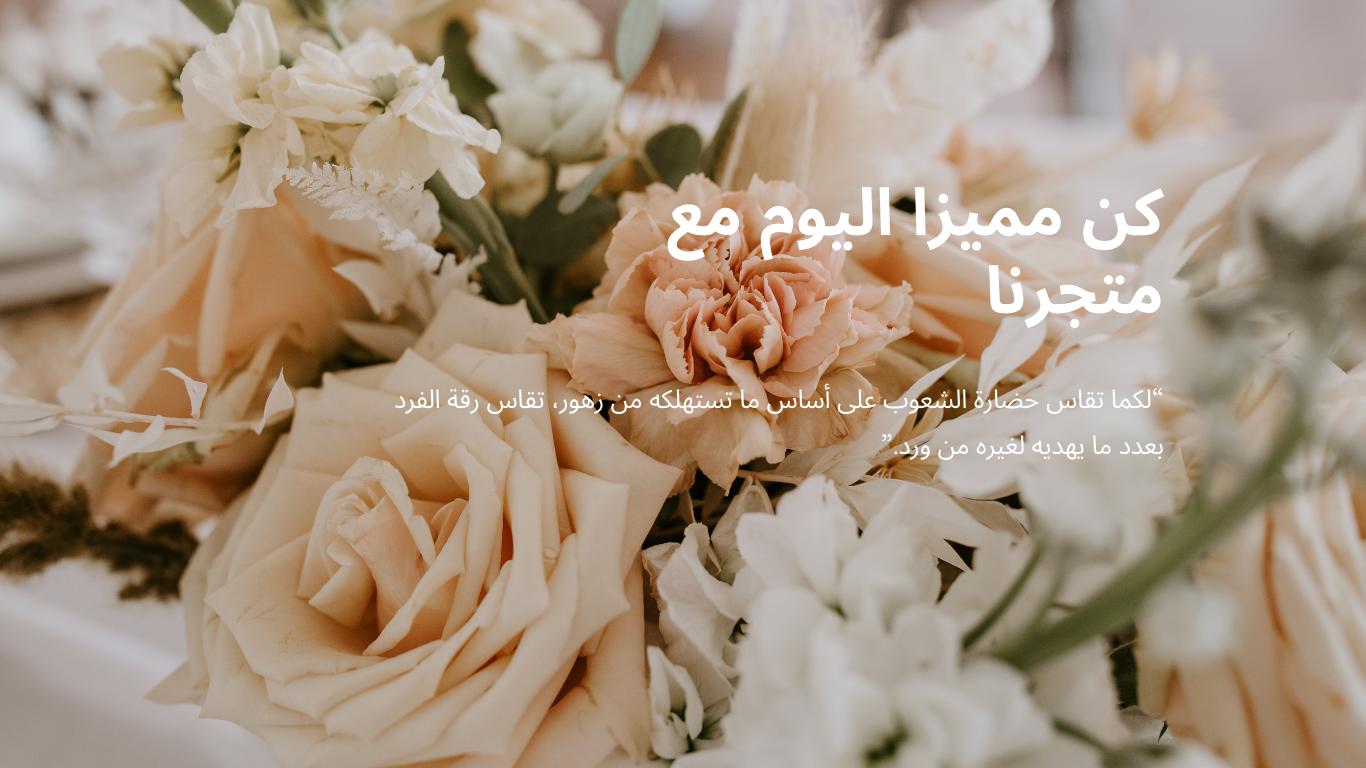 كن مميزا اليوم مع
متجرنا
“لكما تقاس حضارة الشعوب على أساس ما تستهلكه من زهور، تقاس رقة الفرد
بعدد ما يهديه لغيره من ورد.”